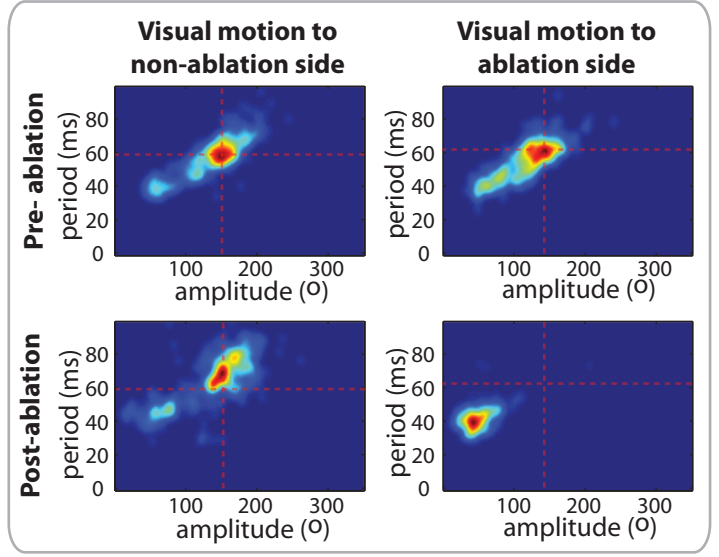 Visual motion to
non-ablation side
Visual motion to
ablation side
Pre- ablation
period (ms)
80
60
40
20
0
100 200 300
amplitude (O)
period (ms)
80
60
40
20
0
100 200 300
amplitude (O)
Post-ablation
period (ms)
80
60
40
20
0
100 200 300
amplitude (O)
period (ms)
80
60
40
20
0
100 200 300
amplitude (O)